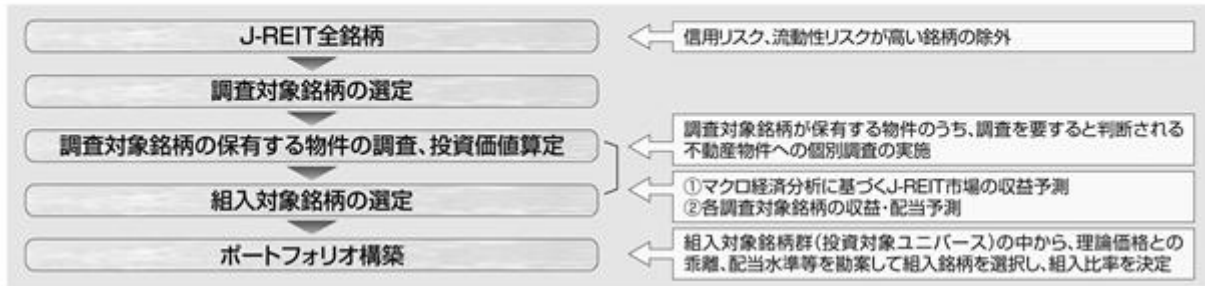 J-REIT全銘柄
信用リスク、流動性リスクが高い銘柄の除外
調査対象銘柄の選定
調査対象銘柄の保有する物件の調査、投資価値算定
調査対象銘柄が保有する物件のうち、調査を要すると判断される
不動産物件への個別調査の実施
組入対象銘柄の選定
①マクロ経済分析に基づくJ-REIT市場の収益予測
②各調査対象銘柄の収益・配当予測
ポートフォリオ構築
組入対象銘柄群(投資対象ユニバース)の中から、理論価格との
乖離、配当水準等を勘案して組入銘柄を選択し、組入比率を決定